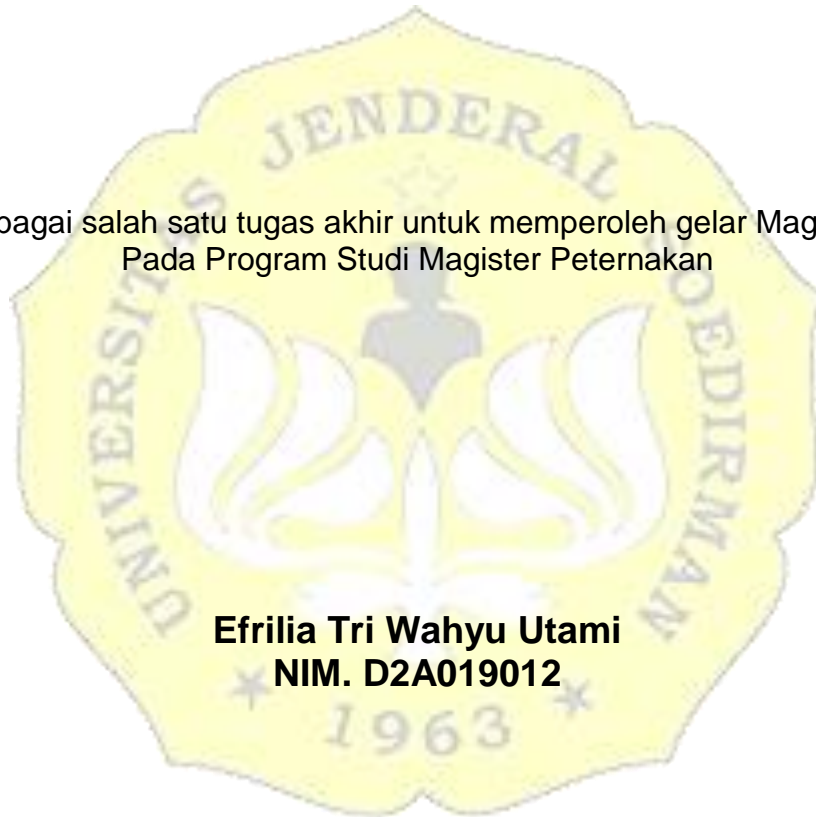 UNIVERSITAS JENDERAL SOEDIRMAN
bagai salah satu tugas akhir untuk memperoleh gelar Mag
Pada Program Studi Magister Peternakan
Efrilia Tri Wahyu Utami
NIM. D2A019012
1963